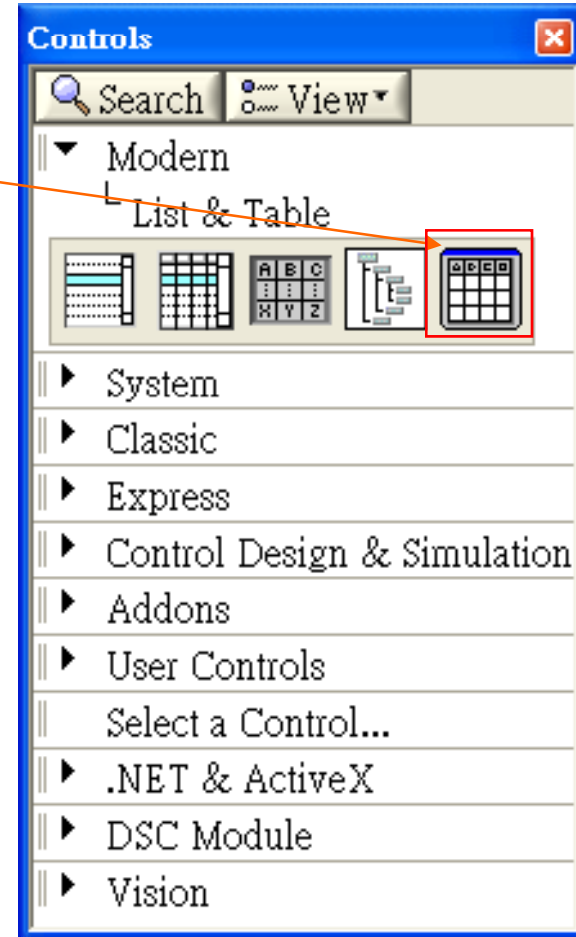 Controls
Search View
Modern
List & Table
A B C
X Y Z
A D C D
System
Classic
Express
Control Design & Simulation
Addons
User Controls
Select a Control...
.NET & ActiveX
DSC Module
Vision